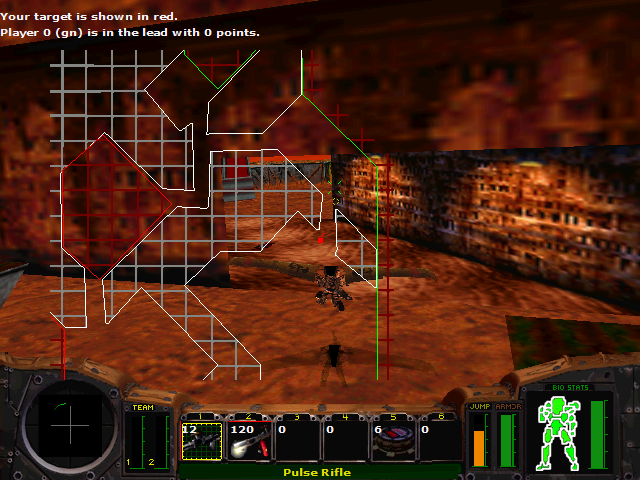 Your target is shown in red.
Player 0 (gn) is in the lead with 0 points.
BIO STATS
TEAM
1 2 3 4 5 6
JUMP ARMOR
12 120 0 0 6 0
1 2
Pulse Rifle